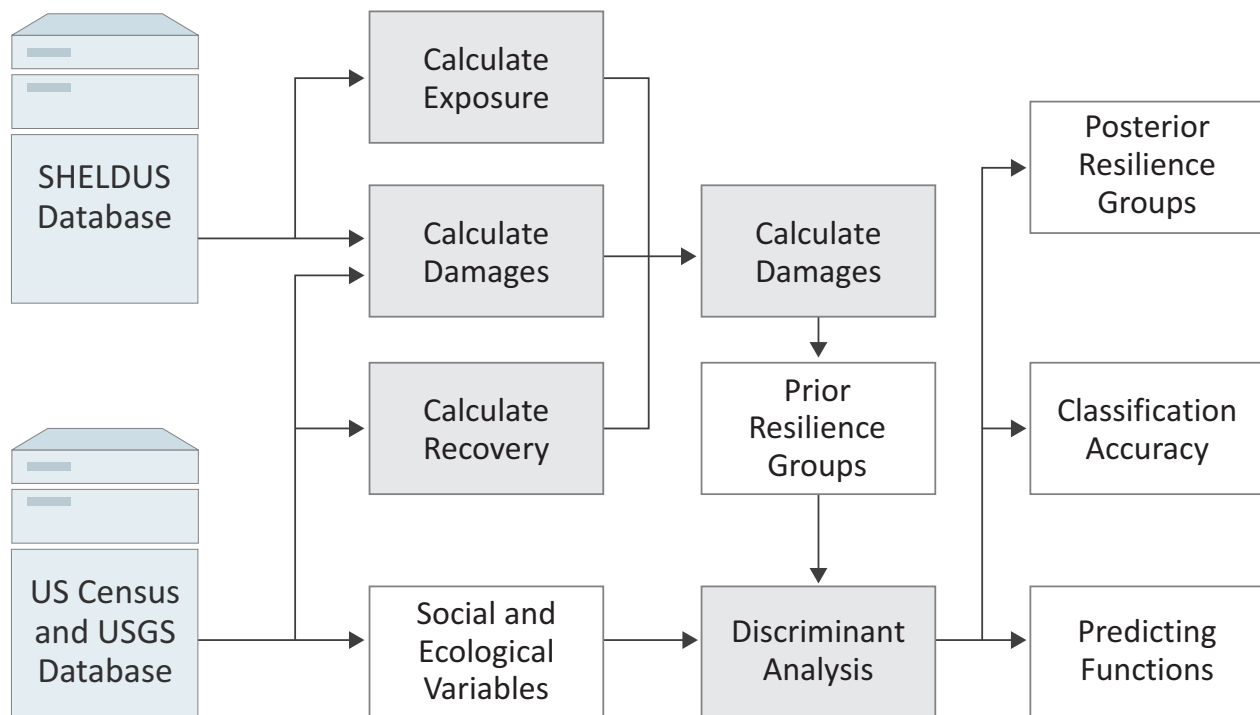 SHELDUS
Database
US Census
and USGS
Database
Calculate
Exposure
Calculate
Damages
Calculate
Recovery
Social and
Ecological
Variables
Calculate
Damages
Prior
Resilience
Groups
Discriminant
Analysis
Posterior
Resilience
Groups
Classification
Accuracy
Predicting
Functions